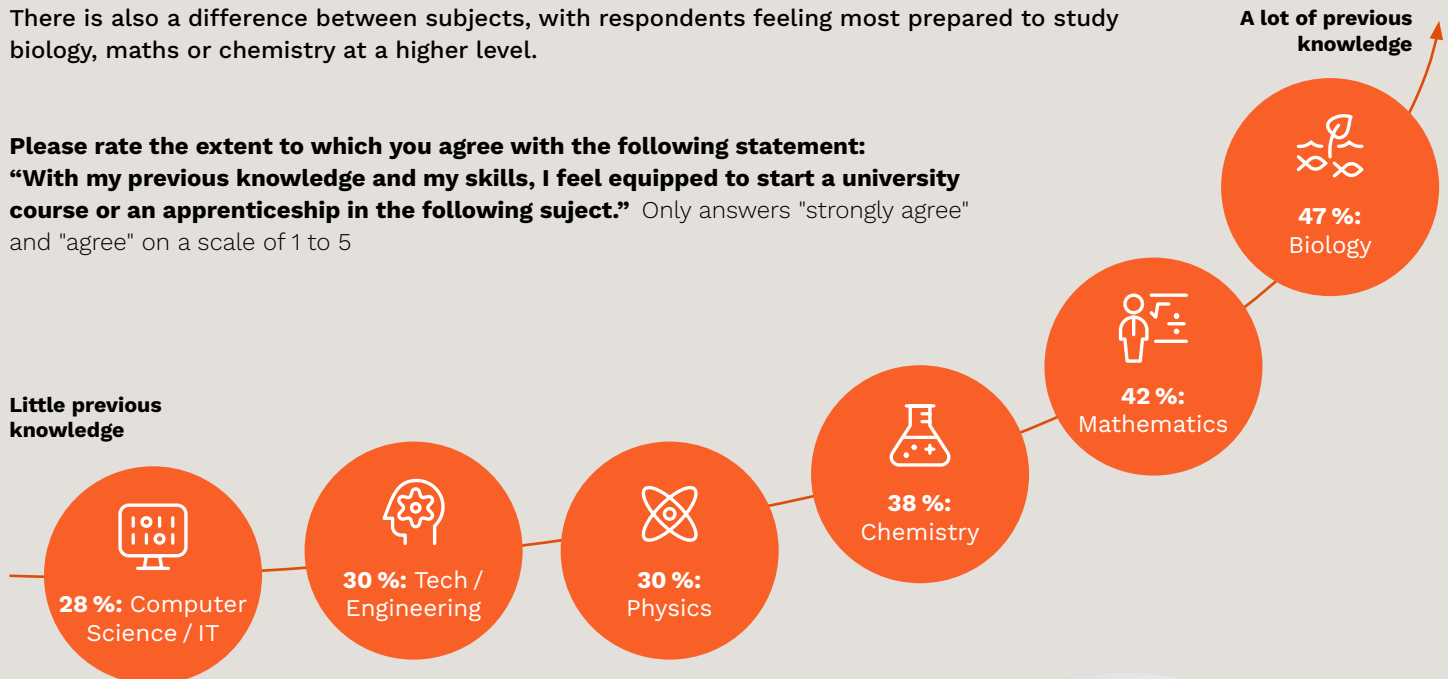 There is also a difference between subjects, with respondents feeling most prepared to study
biology, maths or chemistry at a higher level.
Please rate the extent to which you agree with the following statement:
“With my previous knowledge and my skills, I feel equipped to start a university
course or an apprenticeship in the following suject.” Only answers "strongly agree"
and "agree" on a scale of 1 to 5
A lot of previous
knowledge
47 %:
Biology
42 %:
Mathematics
38 %:
Chemistry
30 %:
Physics
30 %: Tech /
Engineering
Little previous
knowledge
1011
1101
28 %: Computer
Science / IT